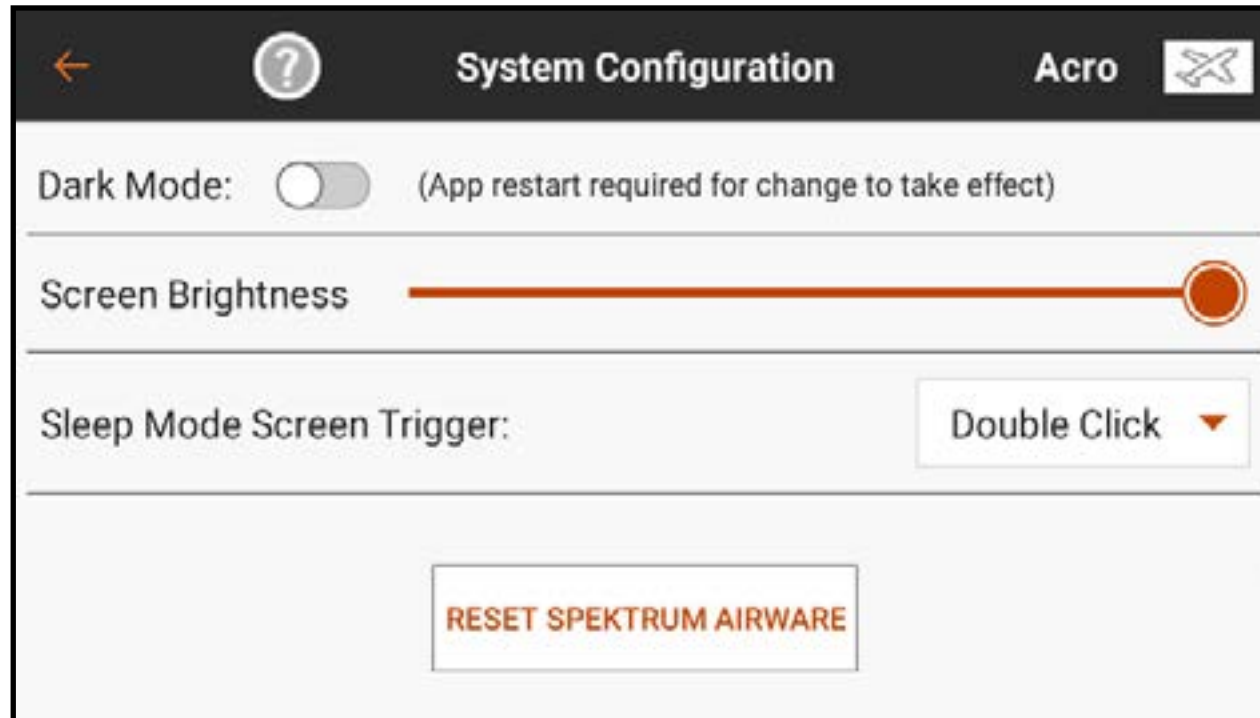 ? System Configuration Acro
Dark Mode: (App restart required for change to take effect)
Screen Brightness
Sleep Mode Screen Trigger: Double Click
RESET SPEKTRUM AIRWARE